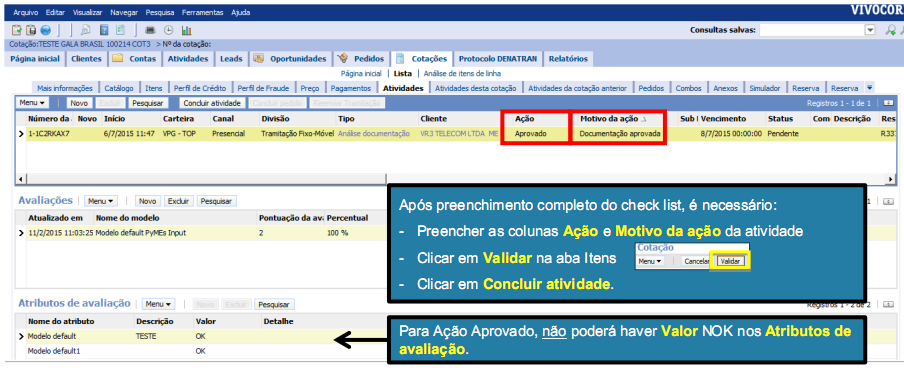 Arquivo Editar Visualizar Navegar Pesquisa Ferramentas Ajuda
VIVOCOR
Consultas salvas:
Cotação:TESTE GALA BRASIL 100214 COT3 > Nº da cotação:
Página inicial Clientes Contas Atividades Leads Oportunidades Pedidos Cotações Protocolo DENATRAN Relatórios
Página inicial | Lista | Análise de itens de linha
Mais informações Catálogo Itens Perfil de Crédito Perfil de Fraude Preço Pagamentos Atividades Atividades desta cotação Atividades da cotação anterior Pedidos Combos Anexos Simulador Reserva Reserva
Menu Novo Excluir Pesquisar Concluir atividade Concluir pedido Reservar Tramitação Registros 1 - 1 de 1
Número da Novo Início Carteira Canal Divisão Tipo Cliente Ação Motivo da ação Sub Vencimento Status Com Descrição Res
1-1C2RKAX7 6/7/2015 11:47 VPG - TOP Presencial Tramitação Fixo-Móvel Análise documentação VR3 TELECOM LTDA ME Aprovado Documentação aprovada 8/7/2015 00:00:00 Pendente R333
Avaliações Menu Novo Excluir Pesquisar 1
Atualizado em Nome do modelo Pontuação da ava Percentual
11/2/2015 11:03:25 Modelo default PyMEs Input 2 100 %
Após preenchimento completo do check list, é necessário:
- Preencher as colunas Ação e Motivo da ação da atividade
- Clicar em Validar na aba Itens
Cotação
Menu Cancelar Validar
- Clicar em Concluir atividade.
Atributos de avaliação Menu Novo Excluir Pesquisar Registros 1 - 2 de 2
Nome do atributo Descrição Valor Detalhe
Modelo default TESTE OK
Modelo default1 OK
Para Ação Aprovado, não poderá haver Valor NOK nos Atributos de
avaliação.